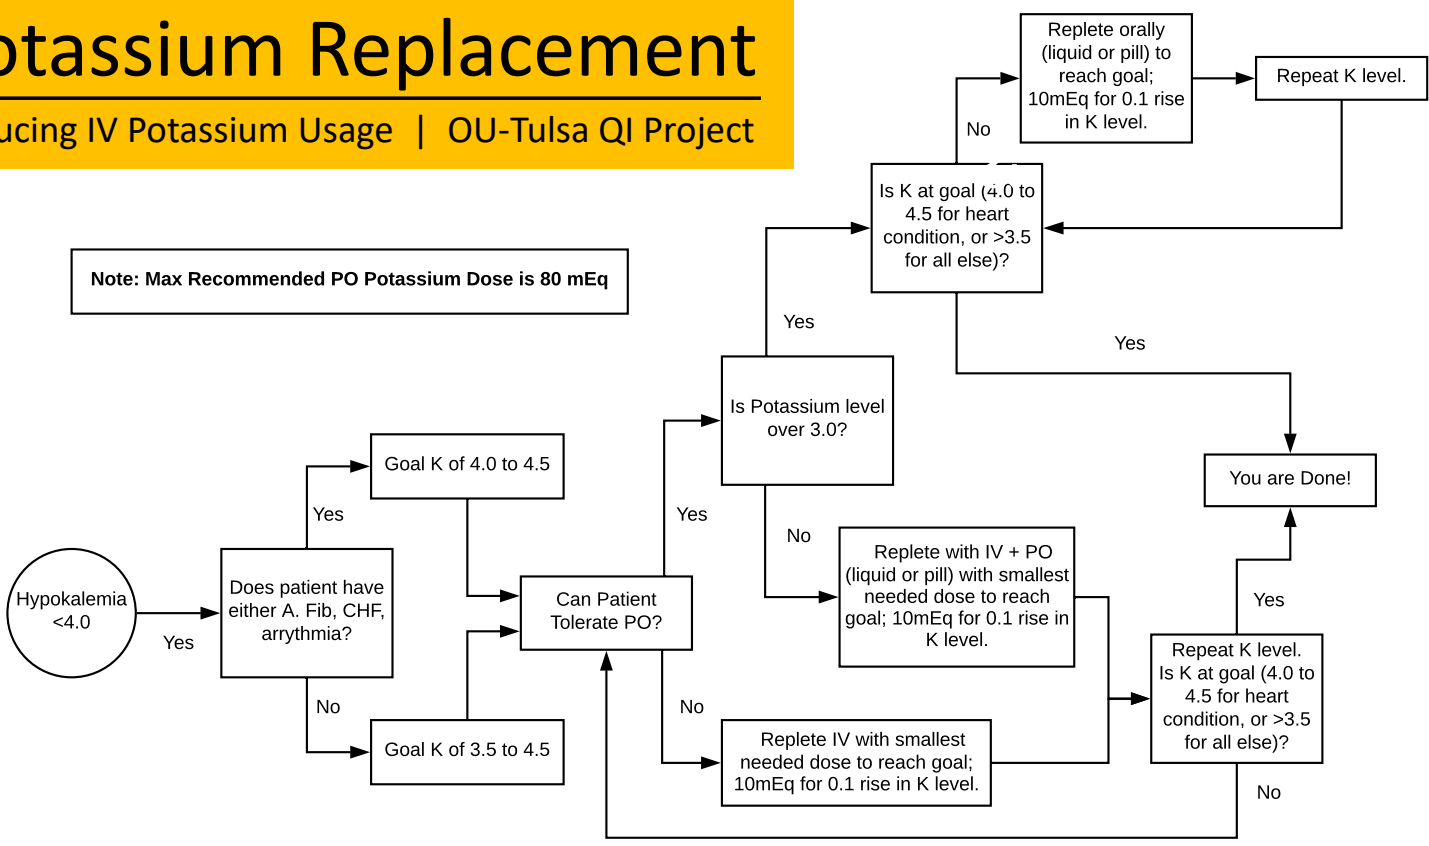 otassium Replacement
ucing IV Potassium Usage | OU-Tulsa QI Project
Note: Max Recommended PO Potassium Dose is 80 mEq
Hypokalemia
<4.0
Yes
Does patient have
either A. Fib, CHF,
arrythmia?
Yes
Goal K of 4.0 to 4.5
No
Goal K of 3.5 to 4.5
Can Patient
Tolerate PO?
Yes
Is Potassium level
over 3.0?
Yes
Is K at goal (4.0 to
4.5 for heart
condition, or >3.5
for all else)?
No
Replete orally
(liquid or pill) to
reach goal;
10mEq for 0.1 rise
in K level.
Repeat K level.
Yes
You are Done!
No
Replete with IV + PO
(liquid or pill) with smallest
needed dose to reach
goal; 10mEq for 0.1 rise in
K level.
No
Replete IV with smallest
needed dose to reach goal;
10mEq for 0.1 rise in K level.
Repeat K level.
Is K at goal (4.0 to
4.5 for heart
condition, or >3.5
for all else)?
Yes
No